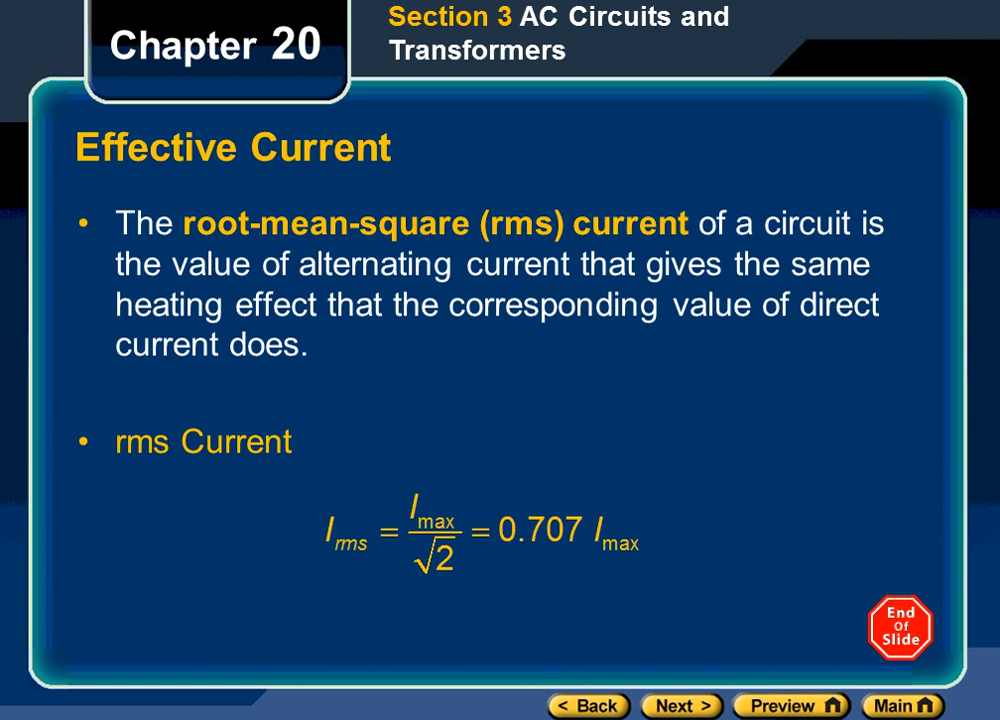 Chapter 20
Section 3 AC Circuits and
Transformers
Effective Current
• The root-mean-square (rms) current of a circuit is
the value of alternating current that gives the same
heating effect that the corresponding value of direct
current does.
• rms Current
I_rms = I_max/√2 = 0.707 I_max
End
Of
Slide
< Back Next > Preview Main